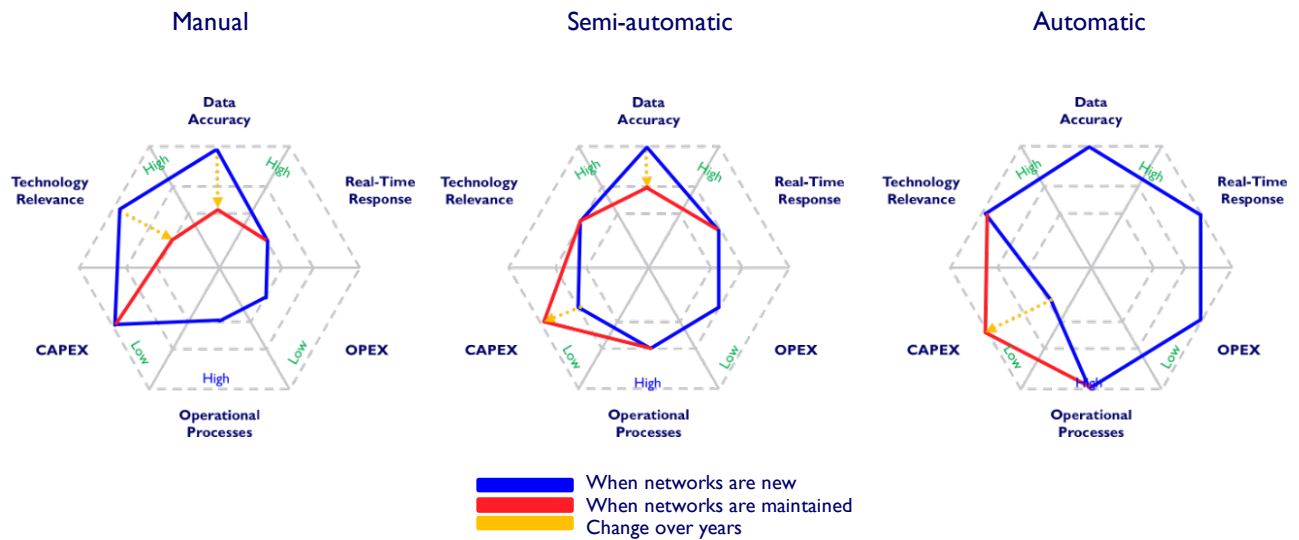 Manual
Data
Accuracy
High
High
Technology
Relevance
Real-Time
Response
CAPEX
Low
High
Low
OPEX
Operational
Processes
Semi-automatic
Data
Accuracy
High
High
Technology
Relevance
Real-Time
Response
CAPEX
Low
High
Low
OPEX
Operational
Processes
Automatic
Data
Accuracy
High
High
Technology
Relevance
Real-Time
Response
CAPEX
Low
High
Low
OPEX
Operational
Processes
When networks are new
When networks are maintained
Change over years